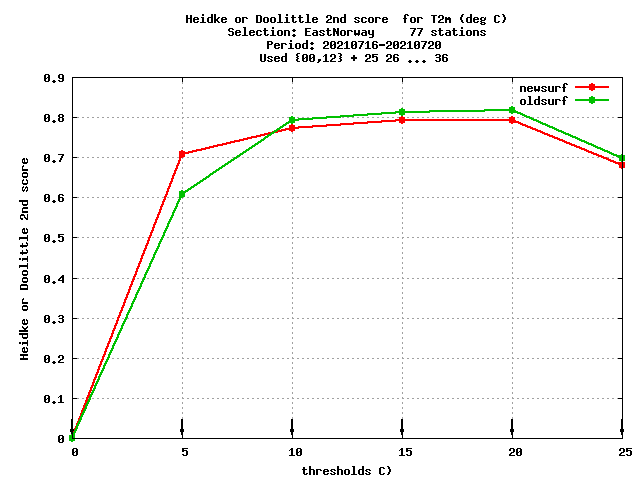 Heidke or Doolittle 2nd score  for T2m (deg C)
Selection: EastNorway     77 stations
Period: 20210716-20210720
Used {00,12} + 25 26 ... 36
newsurf
oldsurf
0.9
0.8
0.7
0.6
0.5
0.4
0.3
0.2
0.1
0
Heidke or Doolittle 2nd score
0 5 10 15 20 25
thresholds C)